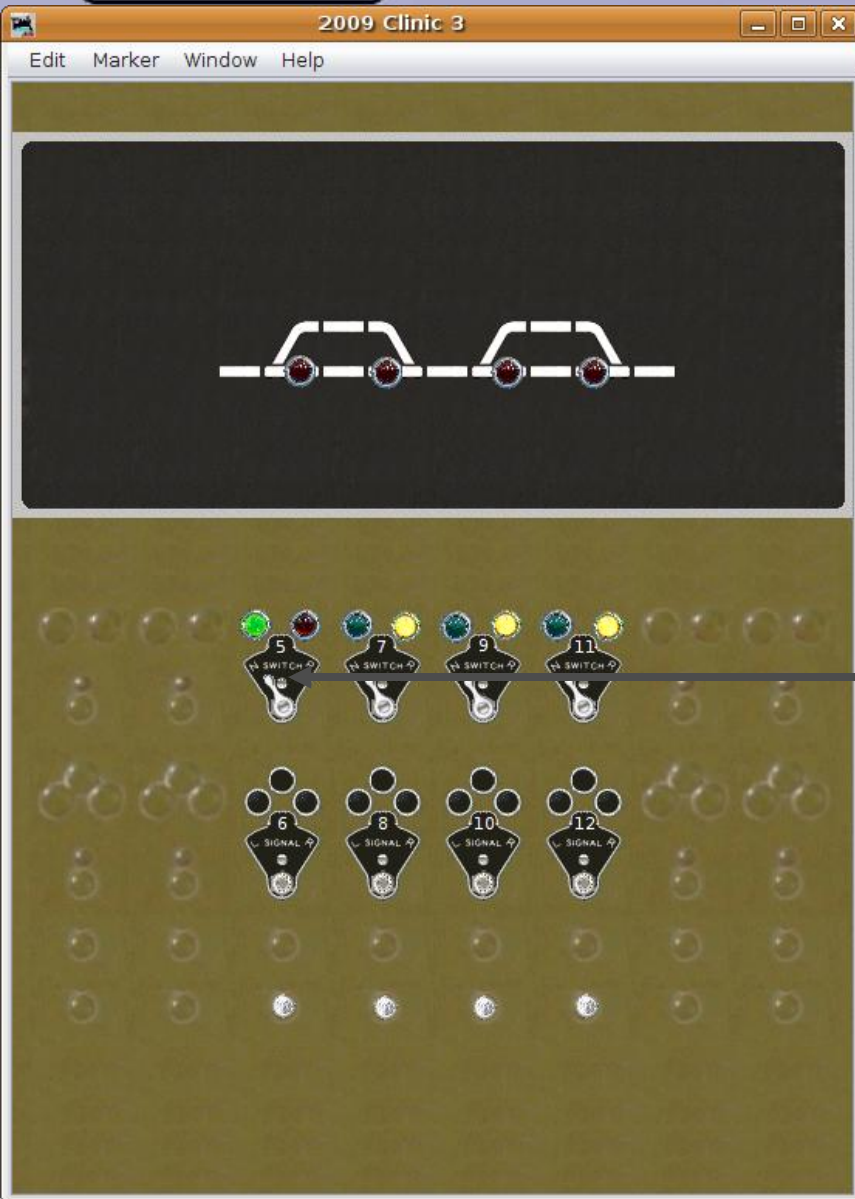 2009 Clinic 3
Edit Marker Window Help
5 7 9 11
N SWITCH R N SWITCH R N SWITCH R N SWITCH R
6 8 10 12
L SIGNAL R L SIGNAL R L SIGNAL R L SIGNAL R